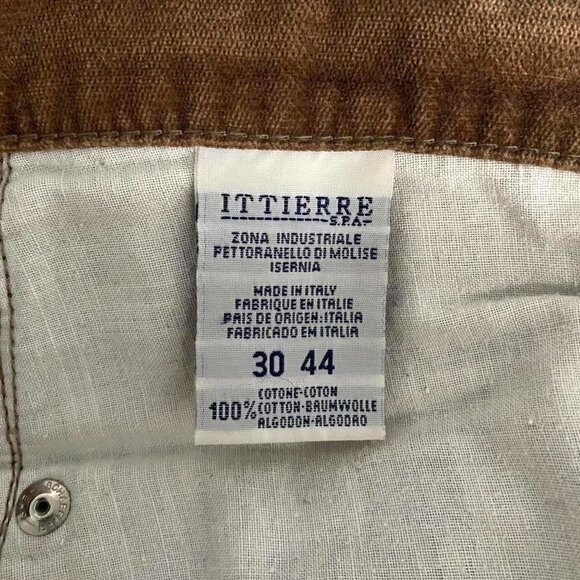 ITTIERRE
S.P.A.
ZONA INDUSTRIALE
PETTORANELLO DI MOLISE
ISERNIA
MADE IN ITALY
FABRIQUE EN ITALIE
PAIS DE ORIGEN:ITALIA
FABRICADO EM ITALIA
30 44
COTONE-COTON
100% COTTON-BAUMWOLLE
ALGODON-ALGODAO